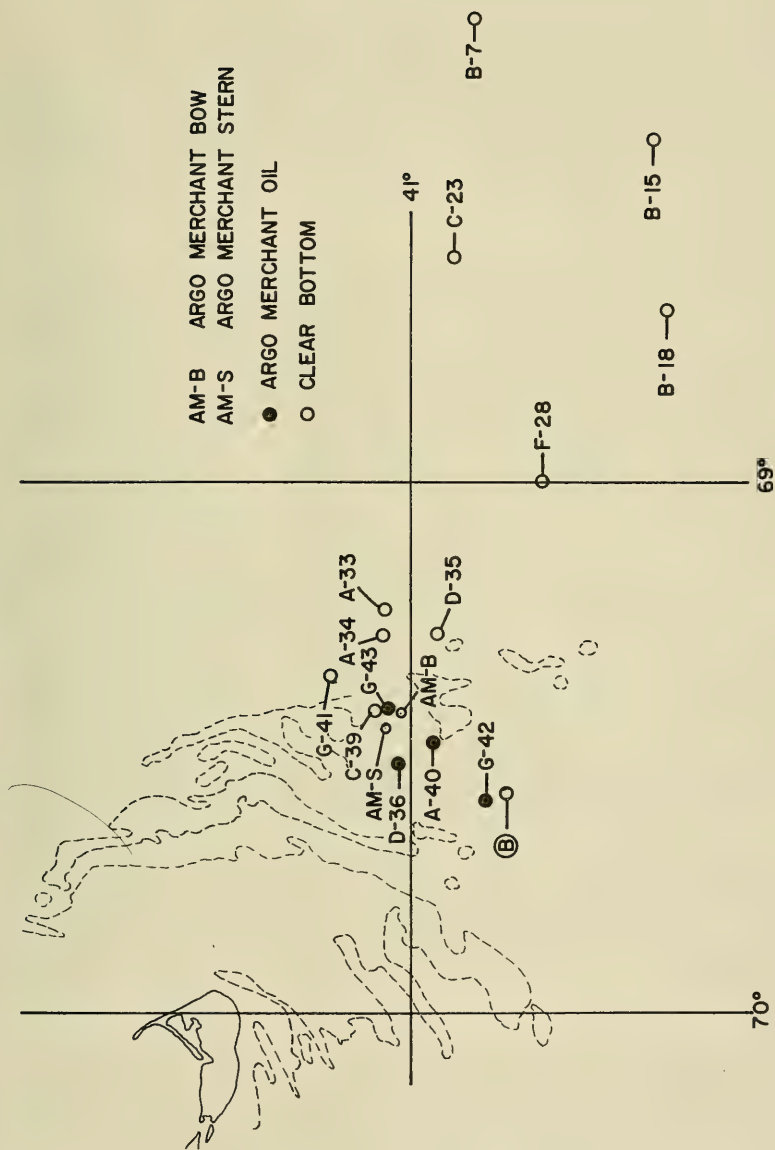 AM-B ARGO MERCHANT BOW
AM-S ARGO MERCHANT STERN
ARGO MERCHANT OIL
CLEAR BOTTOM
41°
B-7
C-23
B-15
B-18
F-28
69°
A-33
A-34
G-43
G-41
C-39
AM-S
AM-B
D-35
D-36
A-40
G-42
B
70°